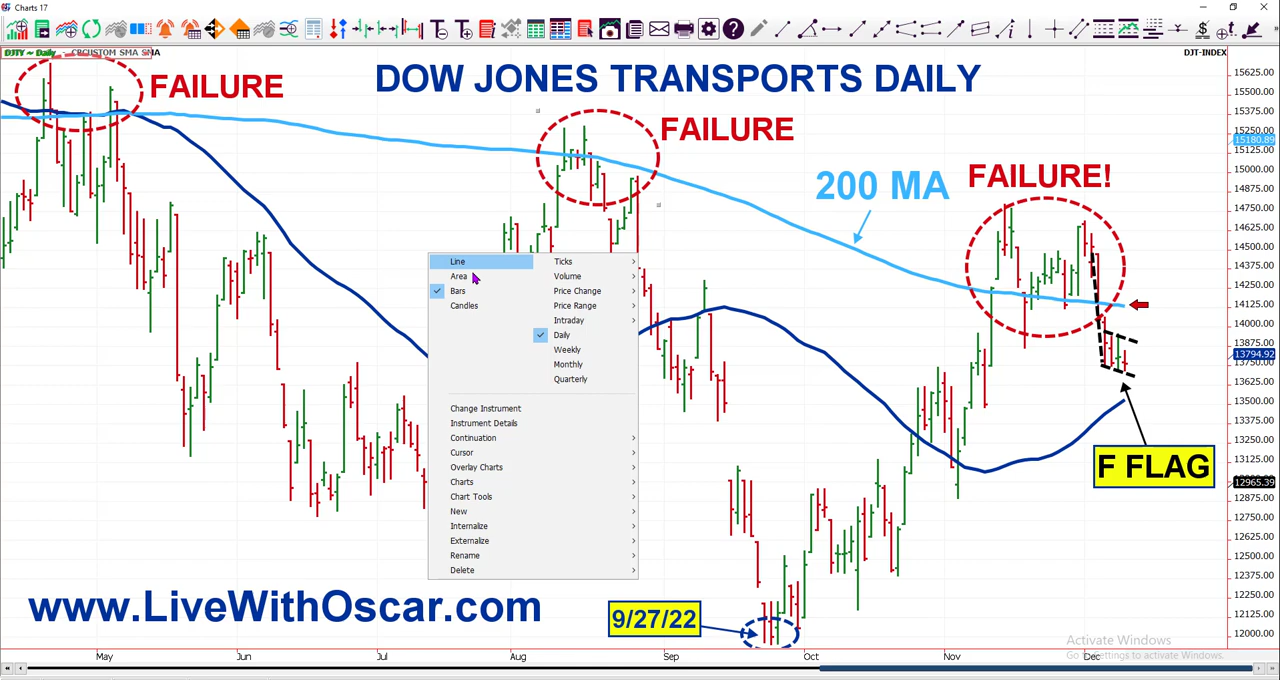 Charts 17
DJTY ~ Daily - CRCUSTOM SMA SMA
DJT-INDEX
DOW JONES TRANSPORTS DAILY
FAILURE
FAILURE
200 MA
FAILURE!
15625.00
15500.00
15375.00
15250.00
15180.89
15125.00
15000.00
14875.00
14750.00
14625.00
14500.00
14375.00
14250.00
14125.00
14000.00
13875.00
13794.92
13750.00
13625.00
13500.00
13375.00
13250.00
13125.00
12965.39
12875.00
12750.00
12625.00
12500.00
12375.00
12250.00
12125.00
12000.00
Line
Area
Bars
Candles
Ticks
Volume
Price Change
Price Range
Intraday
Daily
Weekly
Monthly
Quarterly
Change Instrument
Instrument Details
Continuation
Cursor
Overlay Charts
Charts
Chart Tools
New
Internalize
Externalize
Rename
Delete
F FLAG
www.LiveWithOscar.com
9/27/22
Activate Windows
Go to Settings to activate Windows.
May
Jun
Jul
Aug
Sep
Oct
Nov
Dec